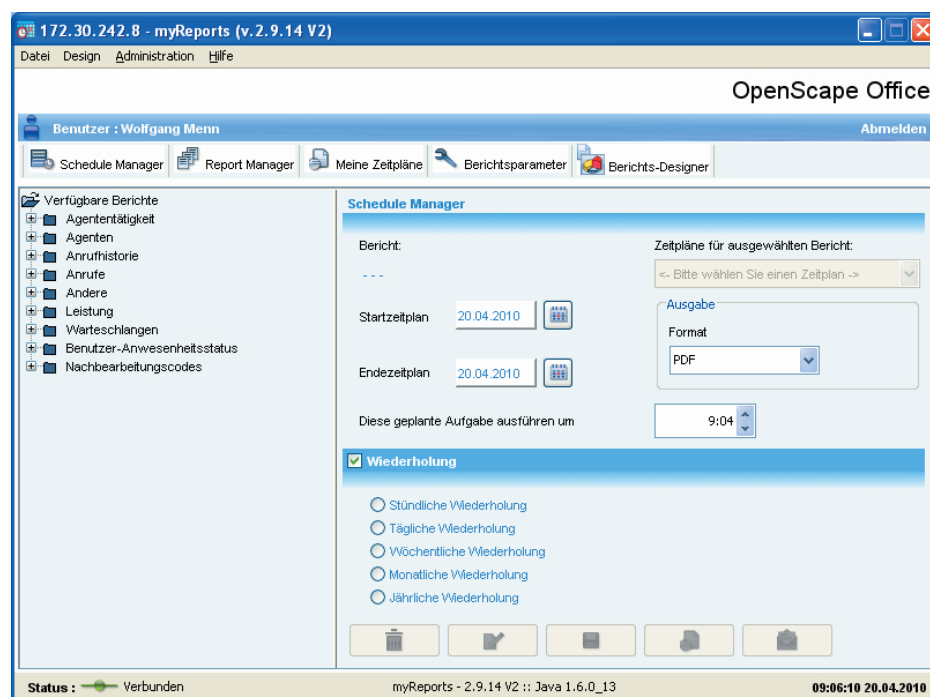 172.30.242.8 - myReports (v.2.9.14 V2)
Datei Design Administration Hilfe
OpenScape Office
Benutzer : Wolfgang Menn Abmelden
Schedule Manager Report Manager Meine Zeitpläne Berichtsparameter Berichts-Designer
Verfügbare Berichte
Agententätigkeit
Agenten
Anrufhistorie
Anrufe
Andere
Leistung
Warteschlangen
Benutzer-Anwesenheitsstatus
Nachbearbeitungscodes
Schedule Manager
Bericht: Zeitpläne für ausgewählten Bericht:
- - - <- Bitte wählen Sie einen Zeitplan ->
Startzeitplan 20.04.2010
Ausgabe
Format
PDF
Endezeitplan 20.04.2010
Diese geplante Aufgabe ausführen um 9:04
Wiederholung
Stündliche Wiederholung
Tägliche Wiederholung
Wöchentliche Wiederholung
Monatliche Wiederholung
Jährliche Wiederholung
Status : Verbunden myReports - 2.9.14 V2 :: Java 1.6.0_13 09:06:10 20.04.2010